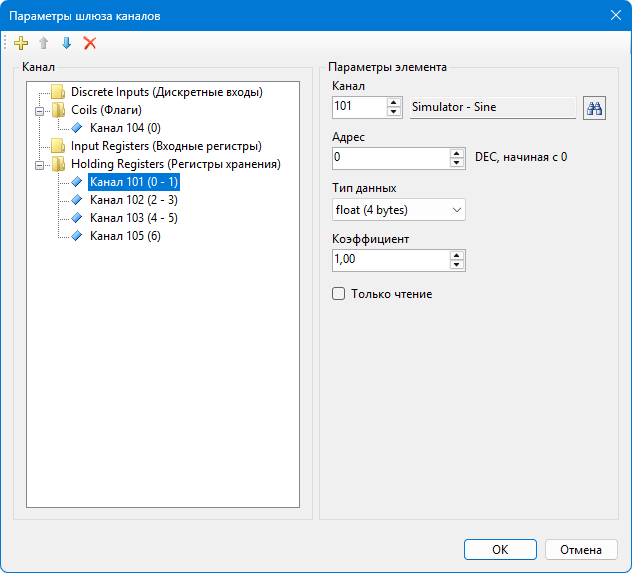 Параметры шлюза каналов
Канал
Discrete Inputs (Дискретные входы)
Coils (Флаги)
Канал 104 (0)
Input Registers (Входные регистры)
Holding Registers (Регистры хранения)
Канал 101 (0 - 1)
Канал 102 (2 - 3)
Канал 103 (4 - 5)
Канал 105 (6)
Параметры элемента
Канал
101 Simulator - Sine
Адрес
0 DEC, начиная с 0
Тип данных
float (4 bytes)
Коэффициент
1,00
Только чтение
OK Отмена